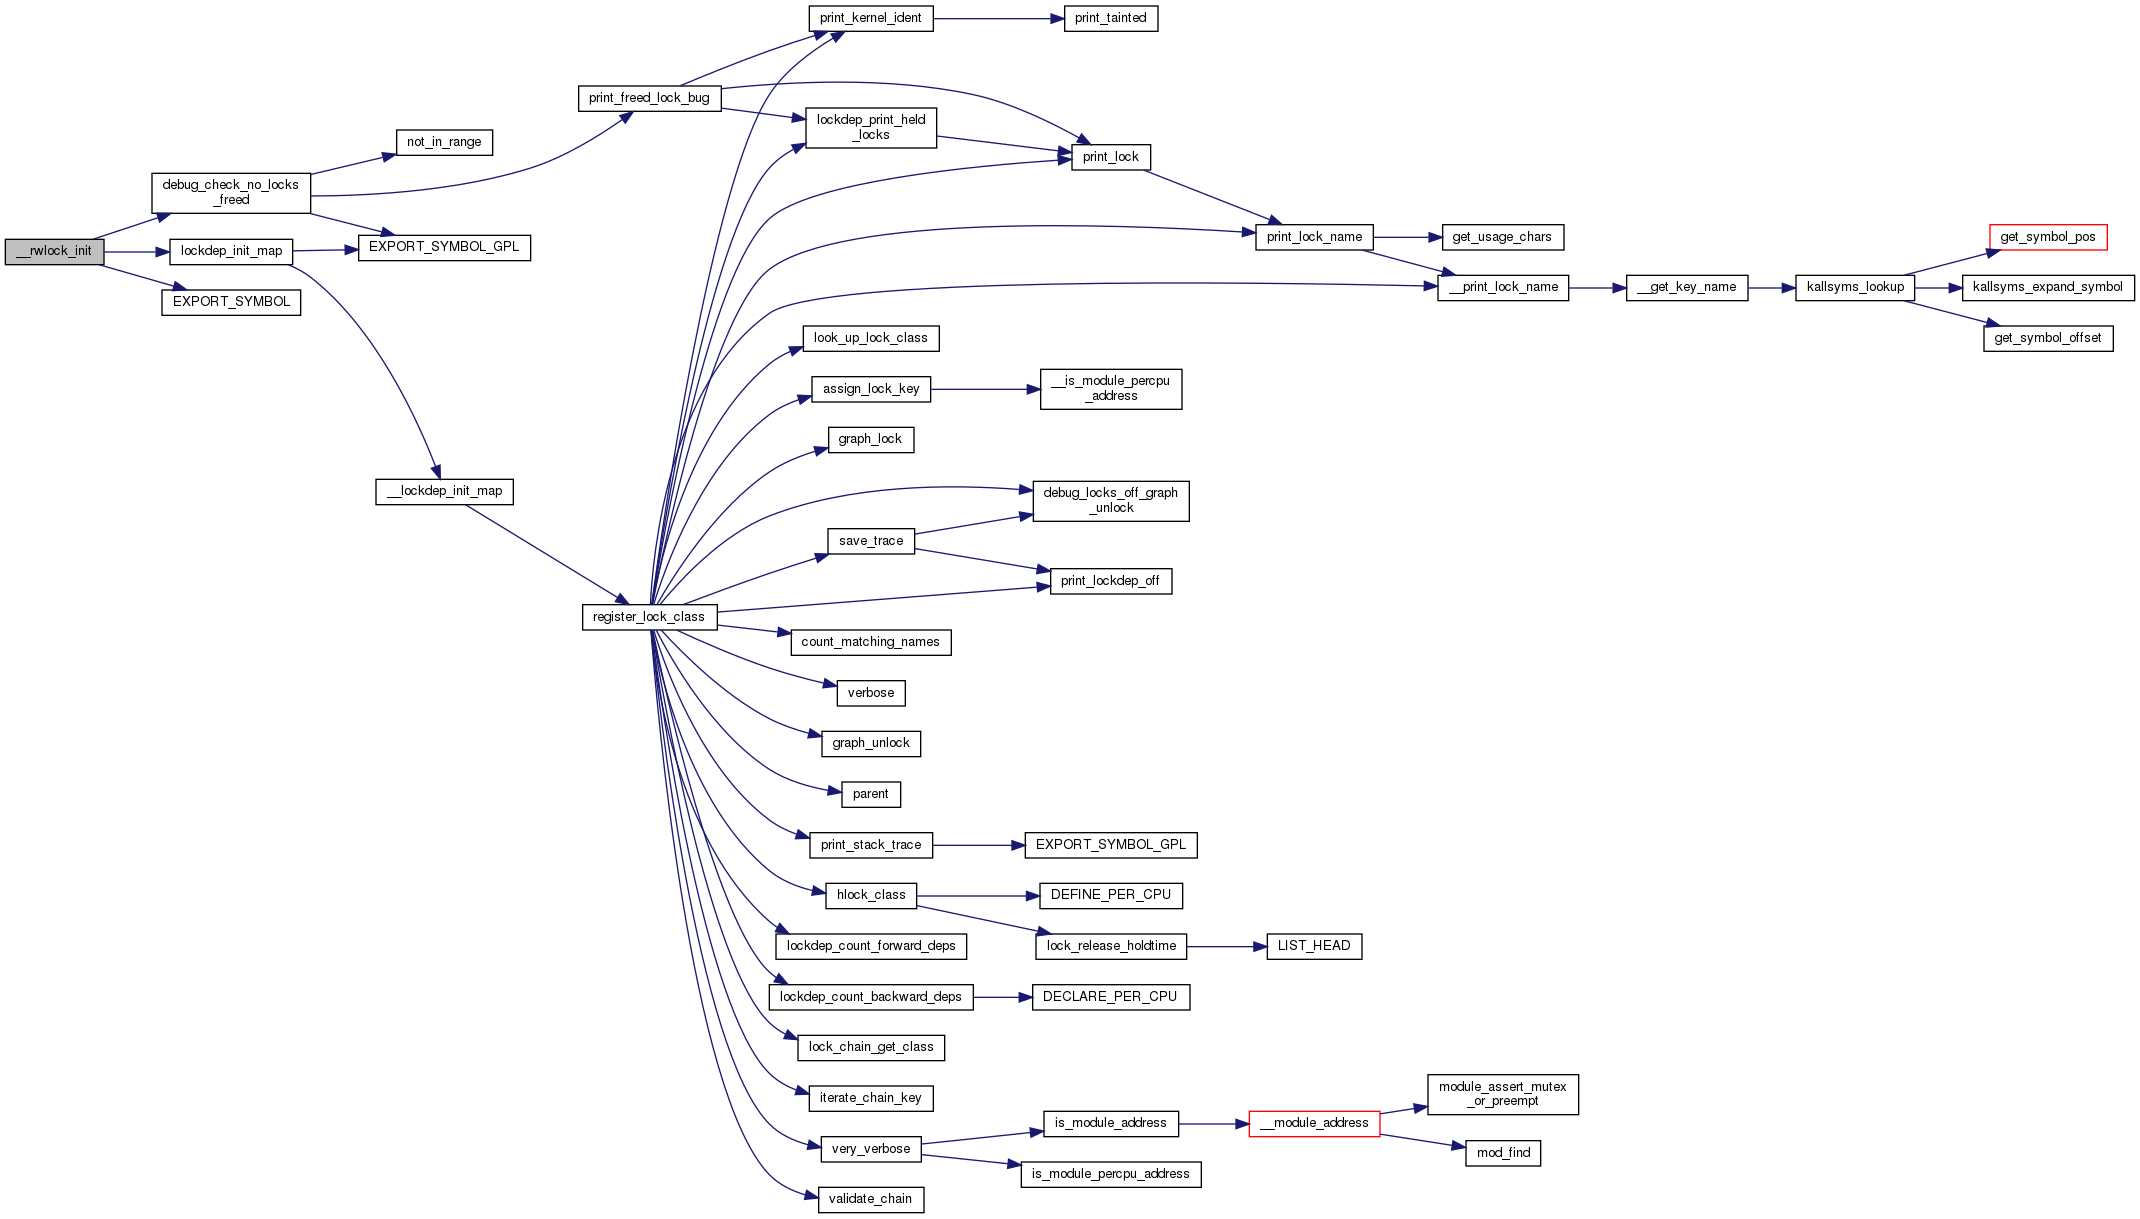 print_kernel_ident
print_tainted
print_freed_lock_bug
lockdep_print_held
_locks
not_in_range
print_lock
debug_check_no_locks
_freed
__rwlock_init
lockdep_init_map
EXPORT_SYMBOL_GPL
EXPORT_SYMBOL
print_lock_name
get_usage_chars
get_symbol_pos
__print_lock_name
__get_key_name
kallsyms_lookup
kallsyms_expand_symbol
get_symbol_offset
look_up_lock_class
assign_lock_key
__is_module_percpu
_address
graph_lock
__lockdep_init_map
debug_locks_off_graph
_unlock
save_trace
print_lockdep_off
register_lock_class
count_matching_names
verbose
graph_unlock
parent
print_stack_trace
EXPORT_SYMBOL_GPL
hlock_class
DEFINE_PER_CPU
lockdep_count_forward_deps
lock_release_holdtime
LIST_HEAD
lockdep_count_backward_deps
DECLARE_PER_CPU
lock_chain_get_class
iterate_chain_key
module_assert_mutex
_or_preempt
is_module_address
__module_address
very_verbose
mod_find
is_module_percpu_address
validate_chain